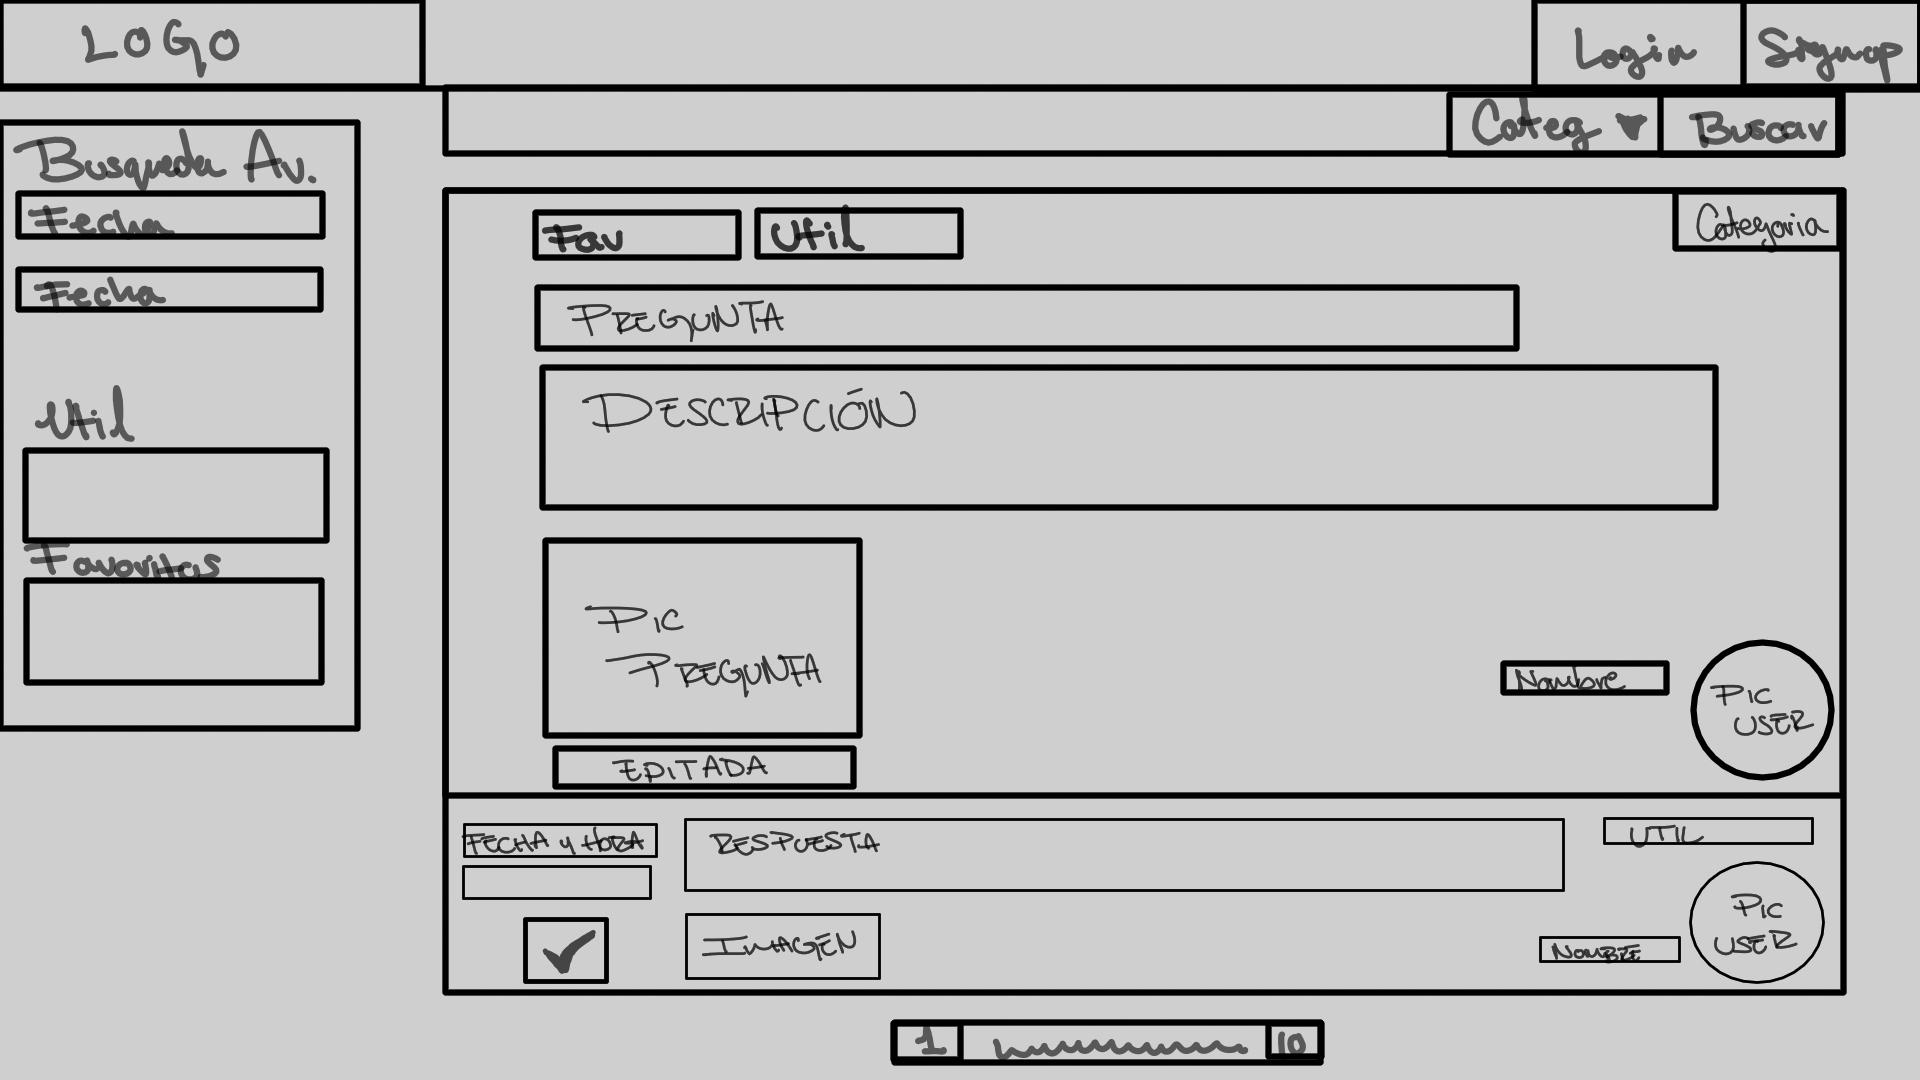 LOGO
Login
Signup
Categ
Buscar
Busqueda Av.
Fecha
Fecha
Util
Favoritos
Fav
Util
Categoria
PREGUNTA
DESCRIPCIÓN
PIC
PREGUNTA
EDITADA
Nombre
PIC
USER
FECHA Y HORA
RESPUESTA
UTIL
IMAGEN
NOMBRE
PIC
USER
1
10